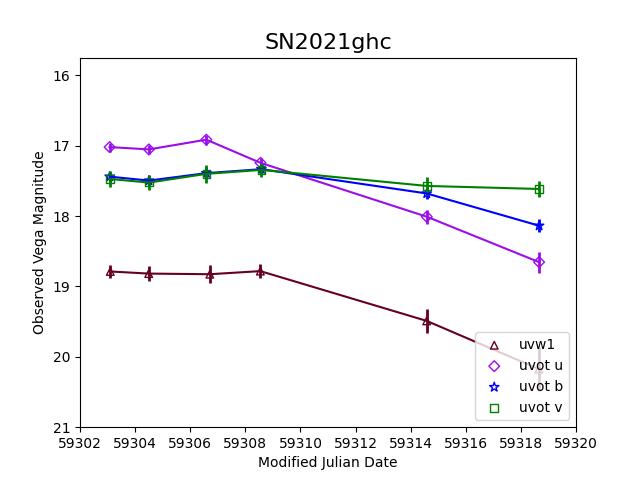 SN2021ghc
Observed Vega Magnitude
16
17
18
19
20
21
59302 59304 59306 59308 59310 59312 59314 59316 59318 59320
Modified Julian Date
uvw1
uvot u
uvot b
uvot v